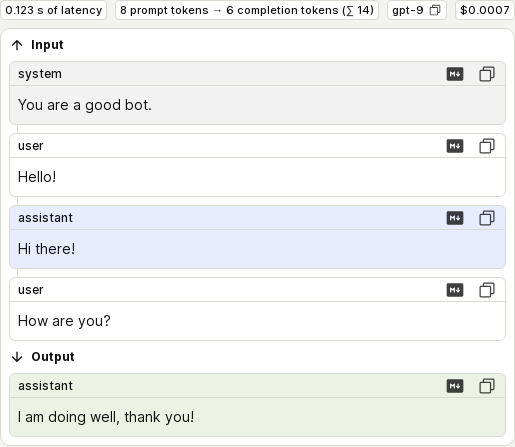 0.123 s of latency 8 prompt tokens → 6 completion tokens (∑ 14) gpt-9 $0.0007
↑ Input
system M↓
You are a good bot.
user M↓
Hello!
assistant M↓
Hi there!
user M↓
How are you?
↓ Output
assistant M↓
I am doing well, thank you!